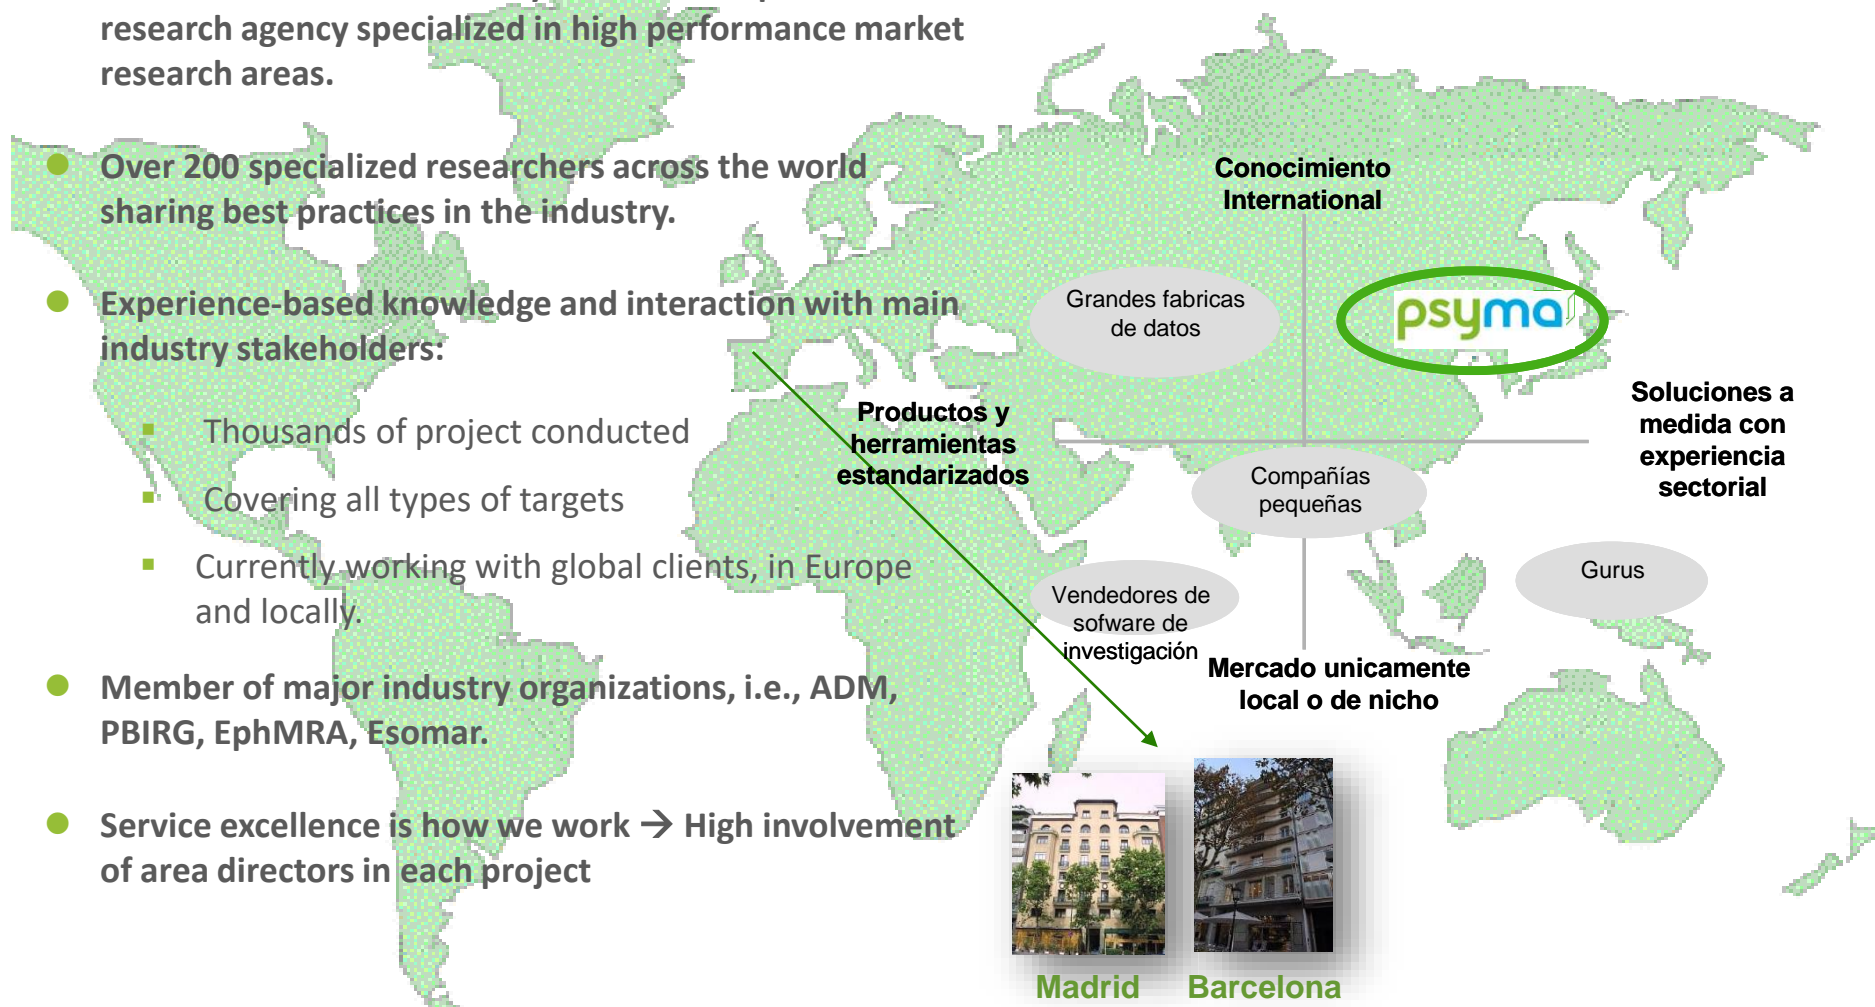 research agency specialized in high performance market
research areas.
Over 200 specialized researchers across the world
sharing best practices in the industry.
Experience-based knowledge and interaction with main
industry stakeholders:
Thousands of project conducted
Covering all types of targets
Currently working with global clients, in Europe
and locally.
Member of major industry organizations, i.e., ADM,
PBIRG, EphMRA, Esomar.
Service excellence is how we work → High involvement
of area directors in each project
Conocimiento
International
Grandes fabricas
de datos
psyma
Productos y
herramientas
estandarizados
Soluciones a
medida con
experiencia
sectorial
Compañías
pequeñas
Vendedores de
sofware de
investigación
Gurus
Mercado unicamente
local o de nicho
Madrid
Barcelona